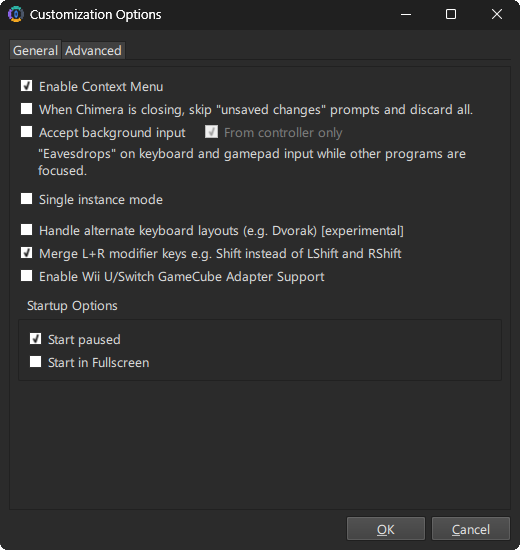 Customization Options
General Advanced
Enable Context Menu
When Chimera is closing, skip "unsaved changes" prompts and discard all.
Accept background input From controller only
"Eavesdrops" on keyboard and gamepad input while other programs are
focused.
Single instance mode
Handle alternate keyboard layouts (e.g. Dvorak) [experimental]
Merge L+R modifier keys e.g. Shift instead of LShift and RShift
Enable Wii U/Switch GameCube Adapter Support
Startup Options
Start paused
Start in Fullscreen
OK Cancel